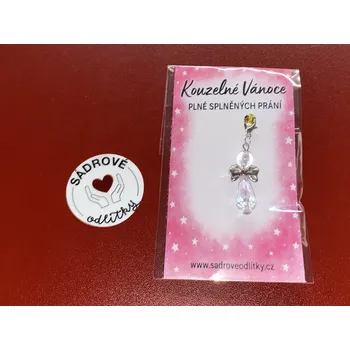 SADROVÉ
odlitky
Kouzelné Vánoce
PLNÉ SPLNĚNÝCH PŘÁNÍ
www.sadroveodlitky.cz